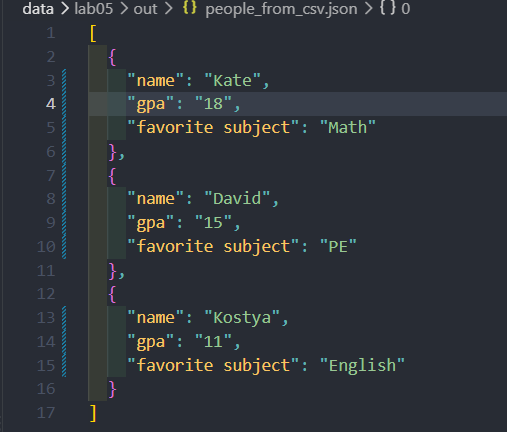 data > lab05 > out > {} people_from_csv.json > { } 0
1 [
2 {
3 "name": "Kate",
4 "gpa": "18",
5 "favorite subject": "Math"
6 },
7 {
8 "name": "David",
9 "gpa": "15",
10 "favorite subject": "PE"
11 },
12 {
13 "name": "Kostya",
14 "gpa": "11",
15 "favorite subject": "English"
16 }
17 ]